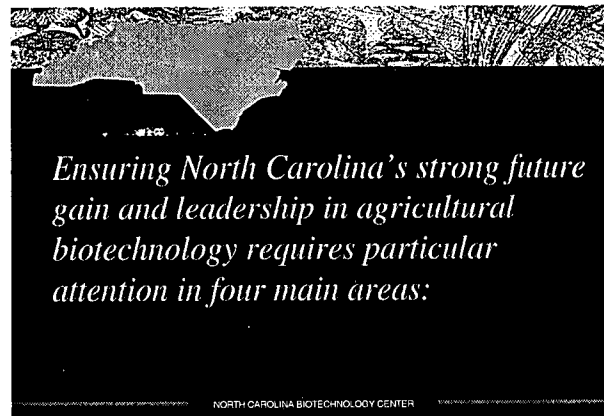 Ensuring North Carolina's strong future
gain and leadership in agricultural
biotechnology requires particular
attention in four main areas:
NORTH CAROLINA BIOTECHNOLOGY CENTER